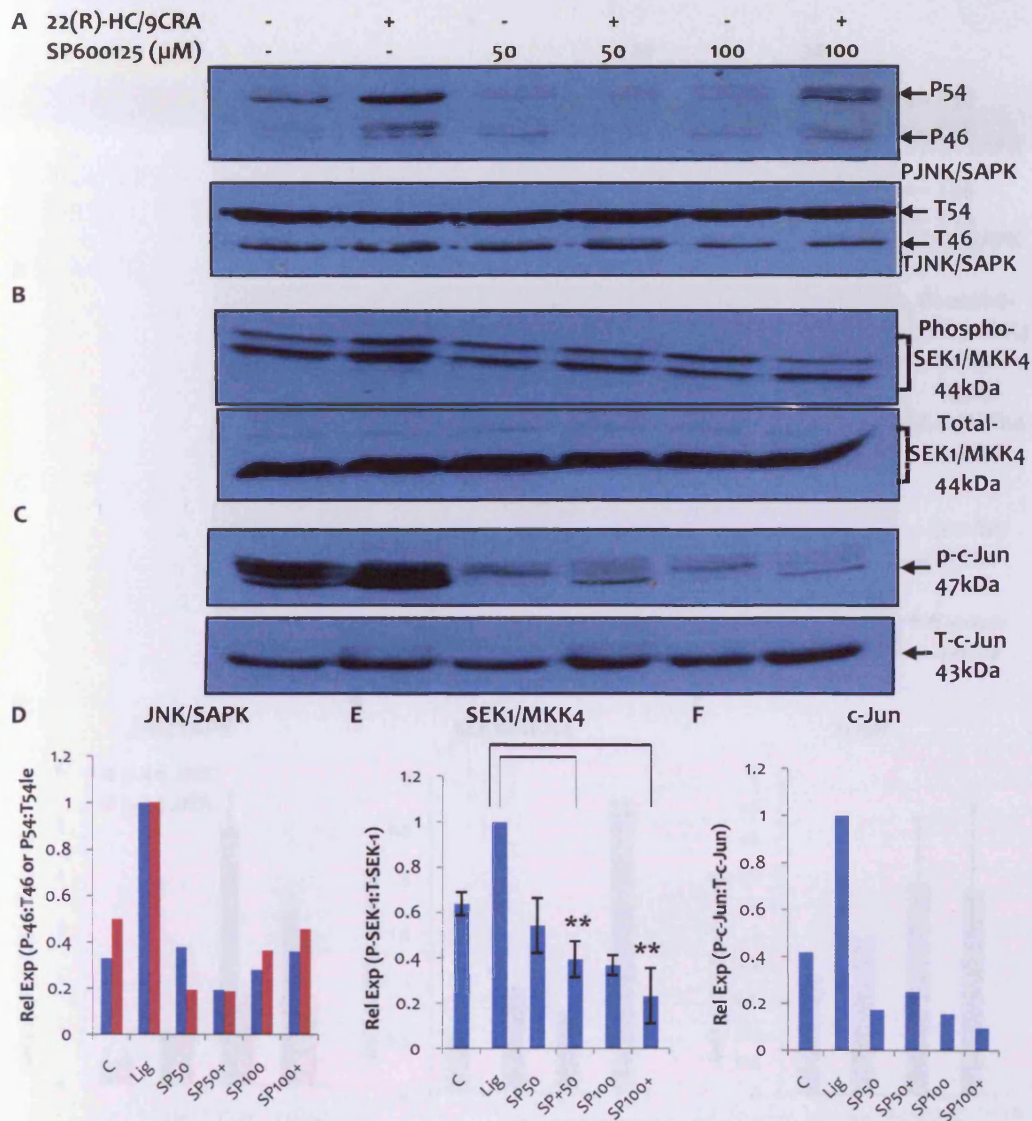 A 22(R)-HC/9CRA - + - + - +
SP600125 (µM) - - 50 50 100 100
P54
P46
PJNK/SAPK
T54
T46
TJNK/SAPK
B
Phospho-
SEK1/MKK4
44kDa
Total-
SEK1/MKK4
44kDa
C
p-c-Jun
47kDa
T-c-Jun
43kDa
D JNK/SAPK E SEK1/MKK4 F c-Jun
Rel Exp (P-46:T46 or P54:T54le
1.2
1
0.8
0.6
0.4
0.2
0
C Lig SP50 SP50+ SP100 SP100+
Rel Exp (P-SEK-1:T-SEK-1)
1.2
1
0.8
0.6
0.4
0.2
0
** **
C Lig SP50 SP+50 SP100 SP100+
Rel Exp (P-c-Jun:T-c-Jun)
1.2
1
0.8
0.6
0.4
0.2
0
C Lig SP50 SP50+ SP100 SP100+